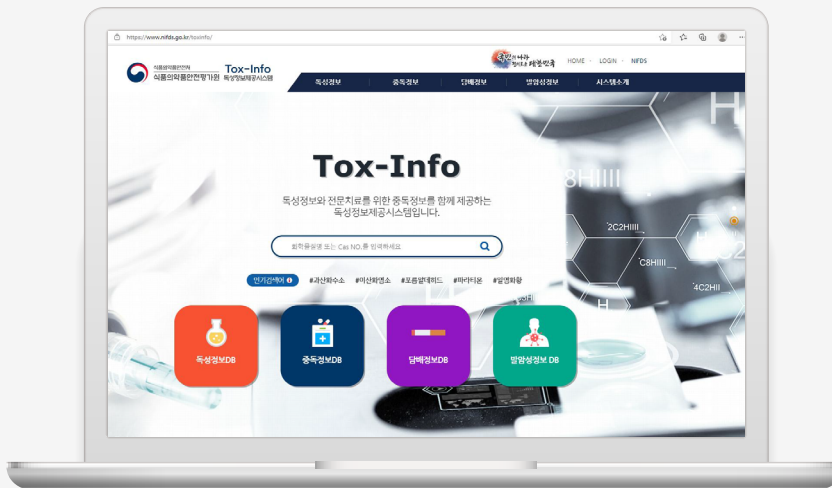 https://www.nifds.go.kr/toxinfo/
식품의약품안전처
식품의약품안전평가원
Tox-Info
독성정보제공시스템
HOME
LOGIN
NIFDS
독성정보
중독정보
담배정보
발암성정보
시스템소개
Tox-Info
독성정보와 전문치료를 위한 중독정보를 함께 제공하는
독성정보제공시스템입니다.
화학물질명 또는 Cas NO.를 입력하세요
인기검색어
#과산화수소 #이산화염소 #포름알데히드 #파라티온 #발연화황
독성정보DB
중독정보DB
담배정보DB
발암성정보 DB
H
8HIIII
2C2HIIII
C8HIIII
4C2HII
H